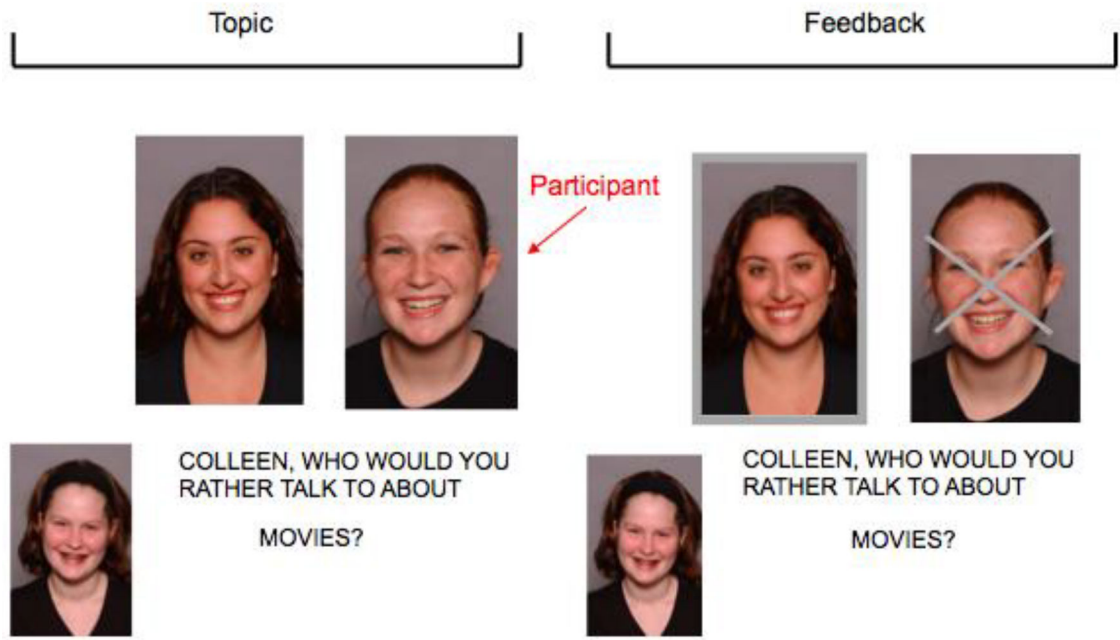 Topic
Feedback
Participant
COLLEEN, WHO WOULD YOU
RATHER TALK TO ABOUT
MOVIES?
COLLEEN, WHO WOULD YOU
RATHER TALK TO ABOUT
MOVIES?